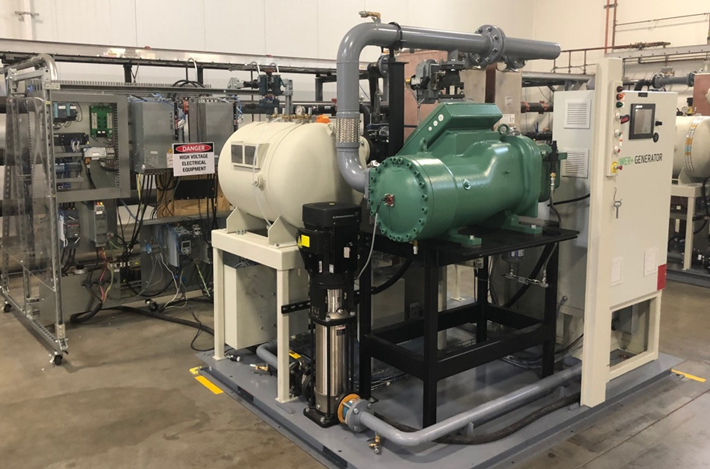 DANGER
HIGH VOLTAGE
ELECTRICAL
EQUIPMENT
GENERATOR